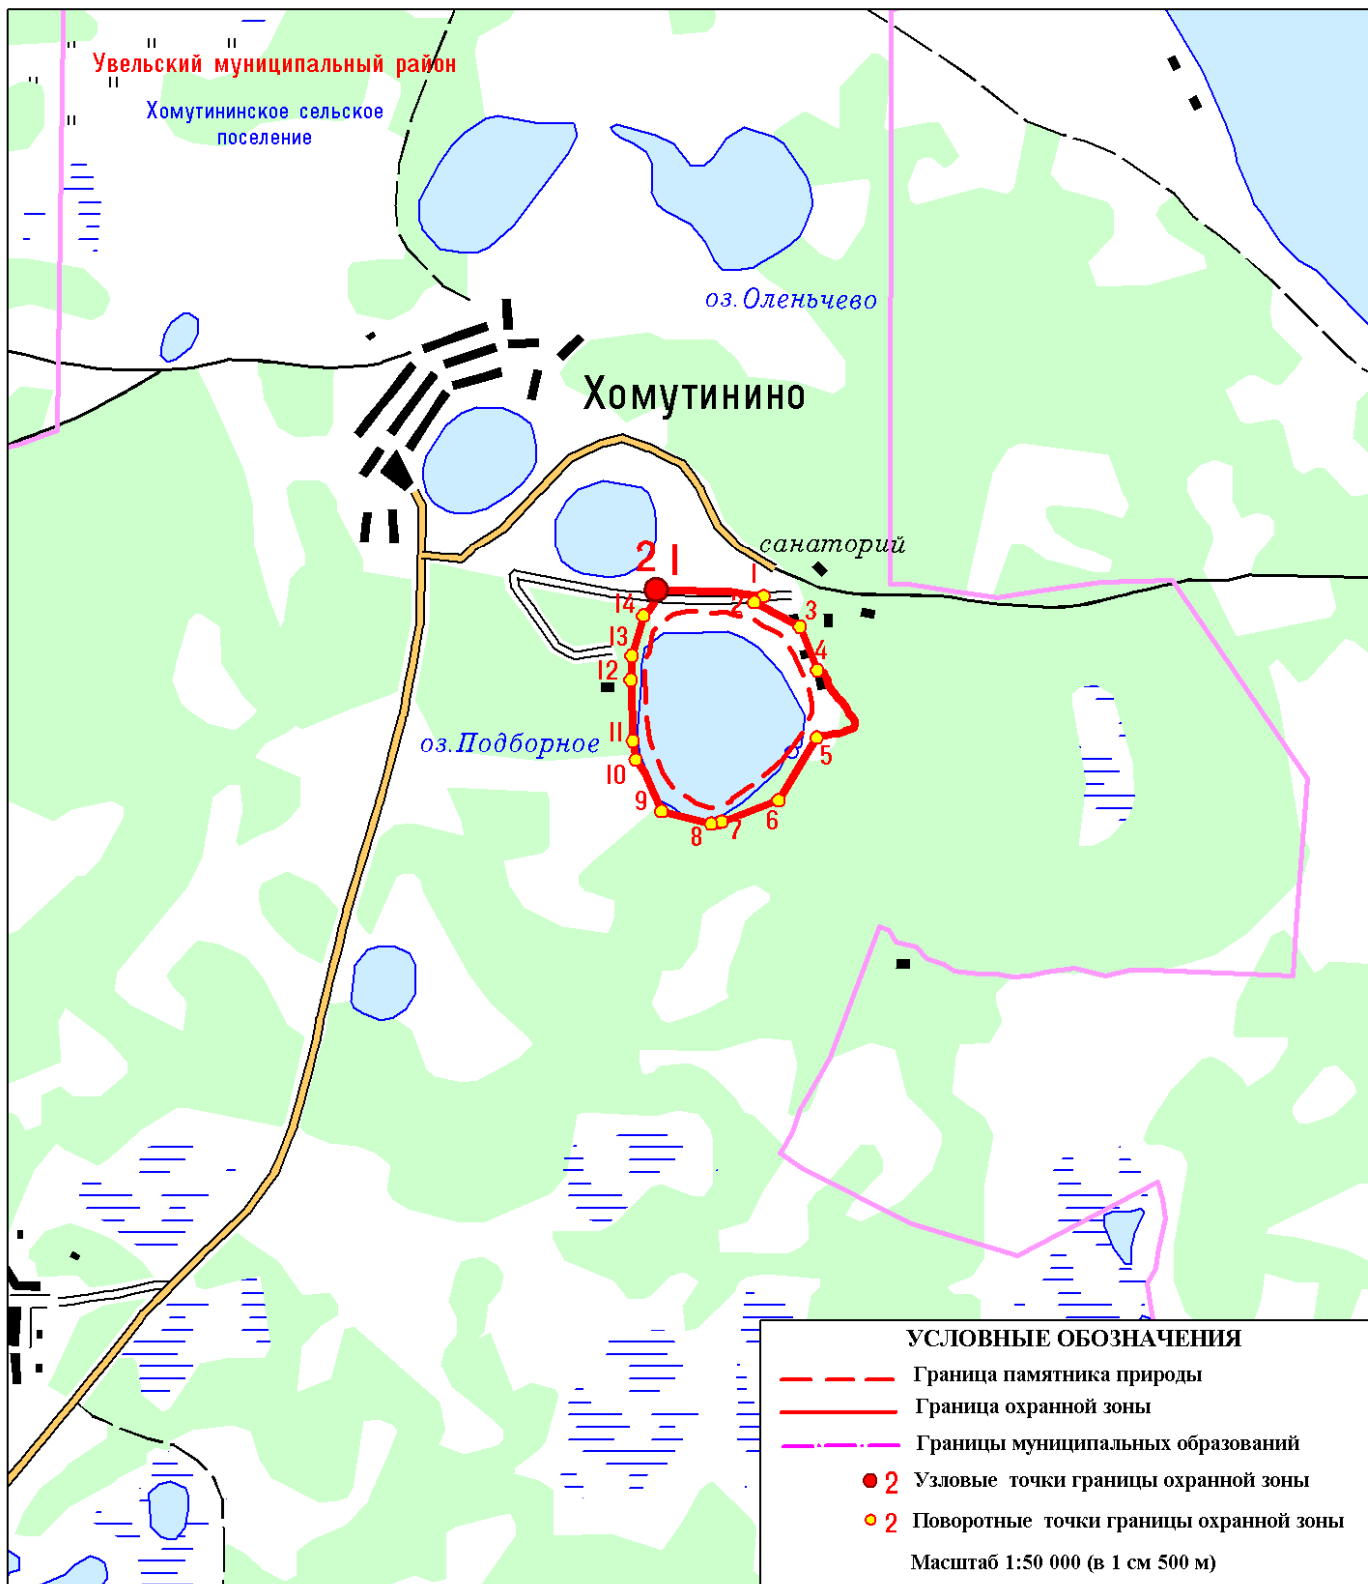 Увельский муниципальный район
Хомутининское сельское
поселение
оз.Оленьчево
Хомутинино
санаторий
2 1
1
2
3
4
5
6
7
8
9
10
11
12
13
14
оз.Подборное
УСЛОВНЫЕ ОБОЗНАЧЕНИЯ
Граница памятника природы
Граница охранной зоны
Границы муниципальных образований
2 Узловые точки границы охранной зоны
2 Поворотные точки границы охранной зоны
Масштаб 1:50 000 (в 1 см 500 м)